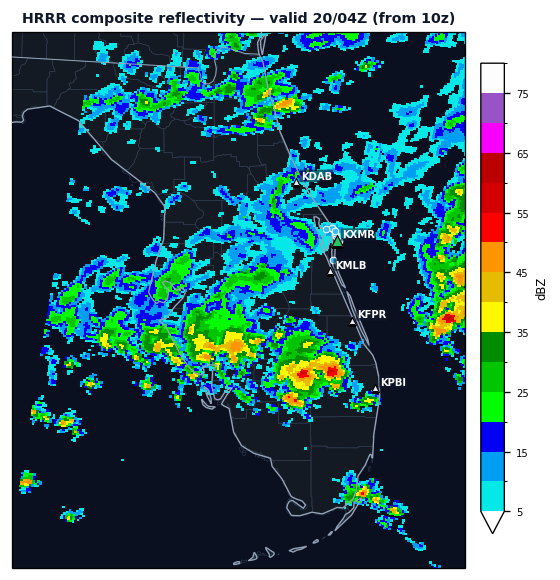 HRRR composite reflectivity — valid 20/04Z (from 10z)
KDAB
KXMR
KMLB
KFPR
KPBI
75
65
55
45
35
25
15
5
dBZ